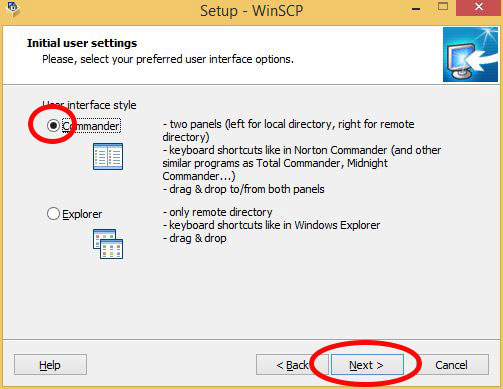 Setup - WinSCP
Initial user settings
Please, select your preferred user interface options.
User interface style
Commander
- two panels (left for local directory, right for remote
directory)
- keyboard shortcuts like in Norton Commander (and other
similar programs as Total Commander, Midnight
Commander...)
- drag & drop to/from both panels
Explorer
- only remote directory
- keyboard shortcuts like in Windows Explorer
- drag & drop
Help
< Back
Next >
Cancel